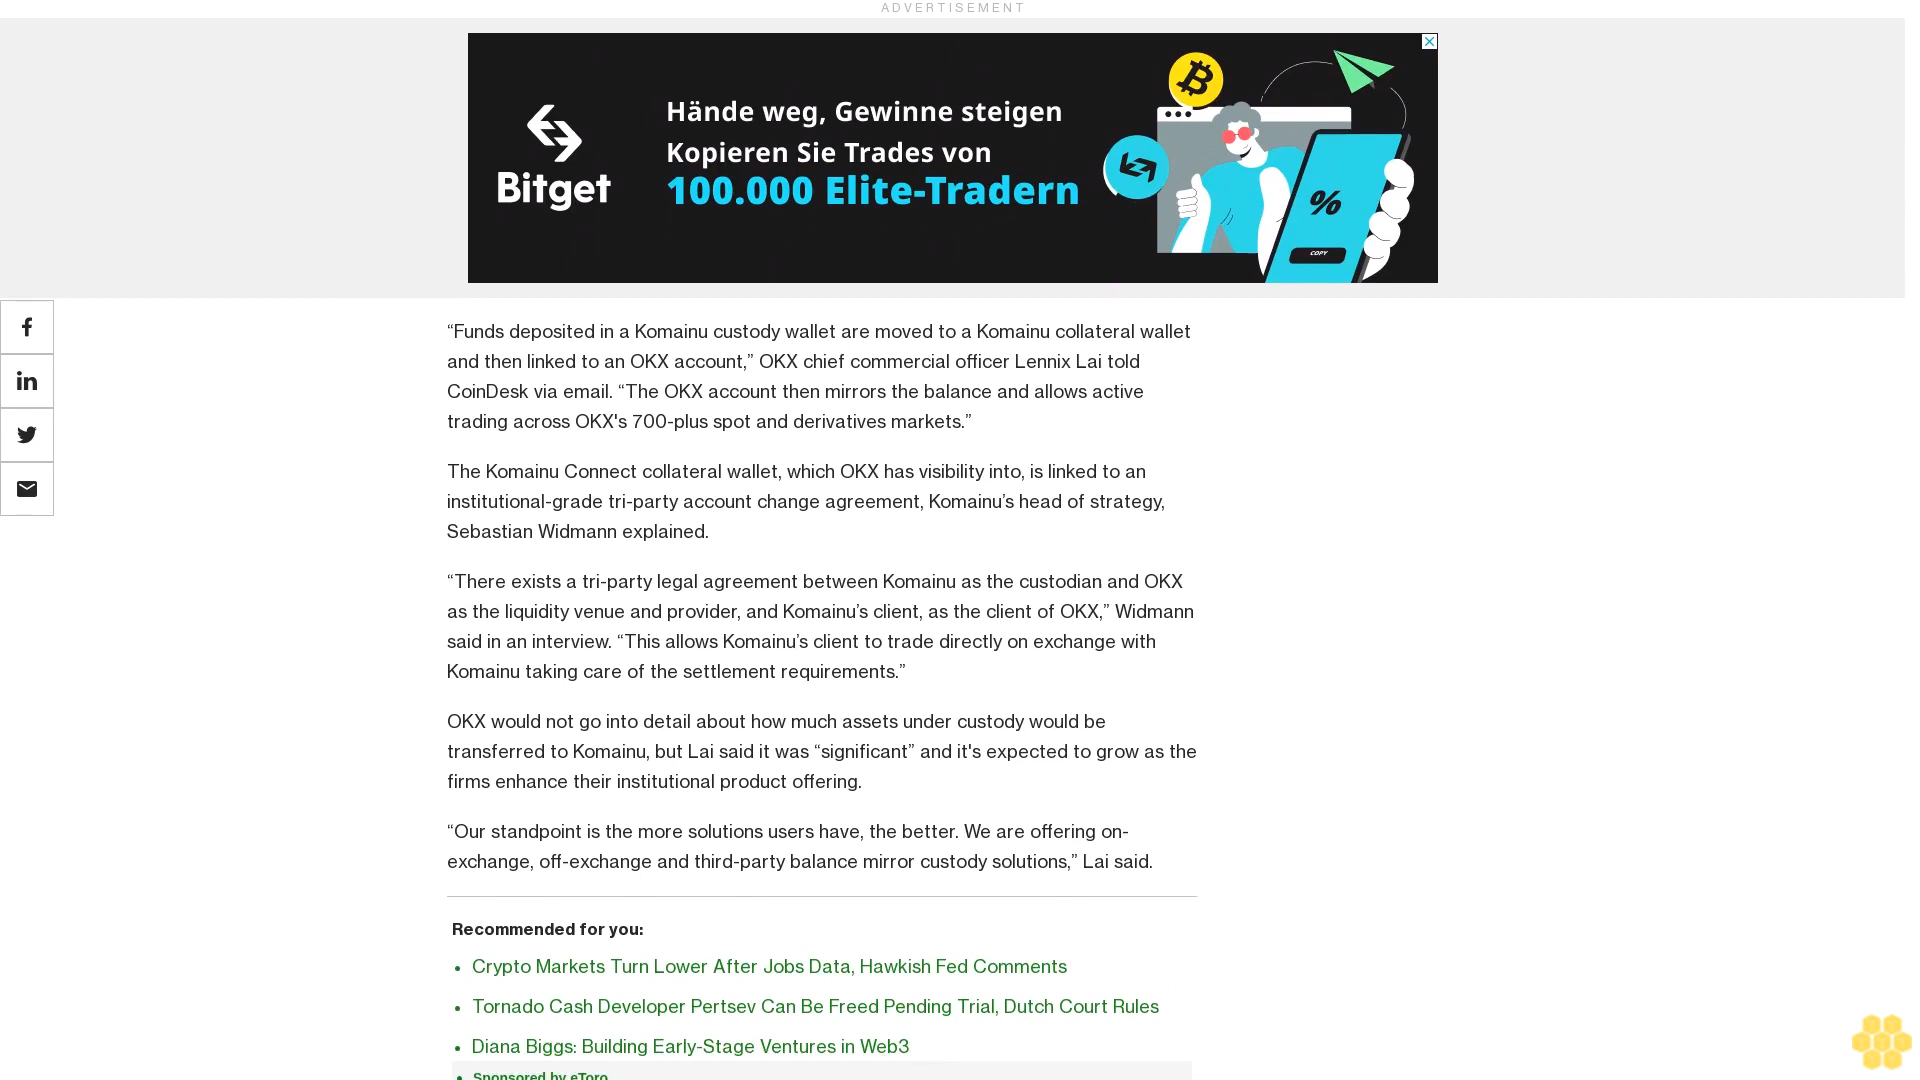 ADVERTISEMENT
Bitget
Hände weg, Gewinne steigen
Kopieren Sie Trades von
100.000 Elite-Tradern
%
COPY
“Funds deposited in a Komainu custody wallet are moved to a Komainu collateral wallet
and then linked to an OKX account,” OKX chief commercial officer Lennix Lai told
CoinDesk via email. “The OKX account then mirrors the balance and allows active
trading across OKX's 700-plus spot and derivatives markets.”
The Komainu Connect collateral wallet, which OKX has visibility into, is linked to an
institutional-grade tri-party account change agreement, Komainu’s head of strategy,
Sebastian Widmann explained.
“There exists a tri-party legal agreement between Komainu as the custodian and OKX
as the liquidity venue and provider, and Komainu’s client, as the client of OKX,” Widmann
said in an interview. “This allows Komainu’s client to trade directly on exchange with
Komainu taking care of the settlement requirements.”
OKX would not go into detail about how much assets under custody would be
transferred to Komainu, but Lai said it was “significant” and it's expected to grow as the
firms enhance their institutional product offering.
“Our standpoint is the more solutions users have, the better. We are offering on-
exchange, off-exchange and third-party balance mirror custody solutions,” Lai said.
Recommended for you:
• Crypto Markets Turn Lower After Jobs Data, Hawkish Fed Comments
• Tornado Cash Developer Pertsev Can Be Freed Pending Trial, Dutch Court Rules
• Diana Biggs: Building Early-Stage Ventures in Web3
• Sponsored by eToro